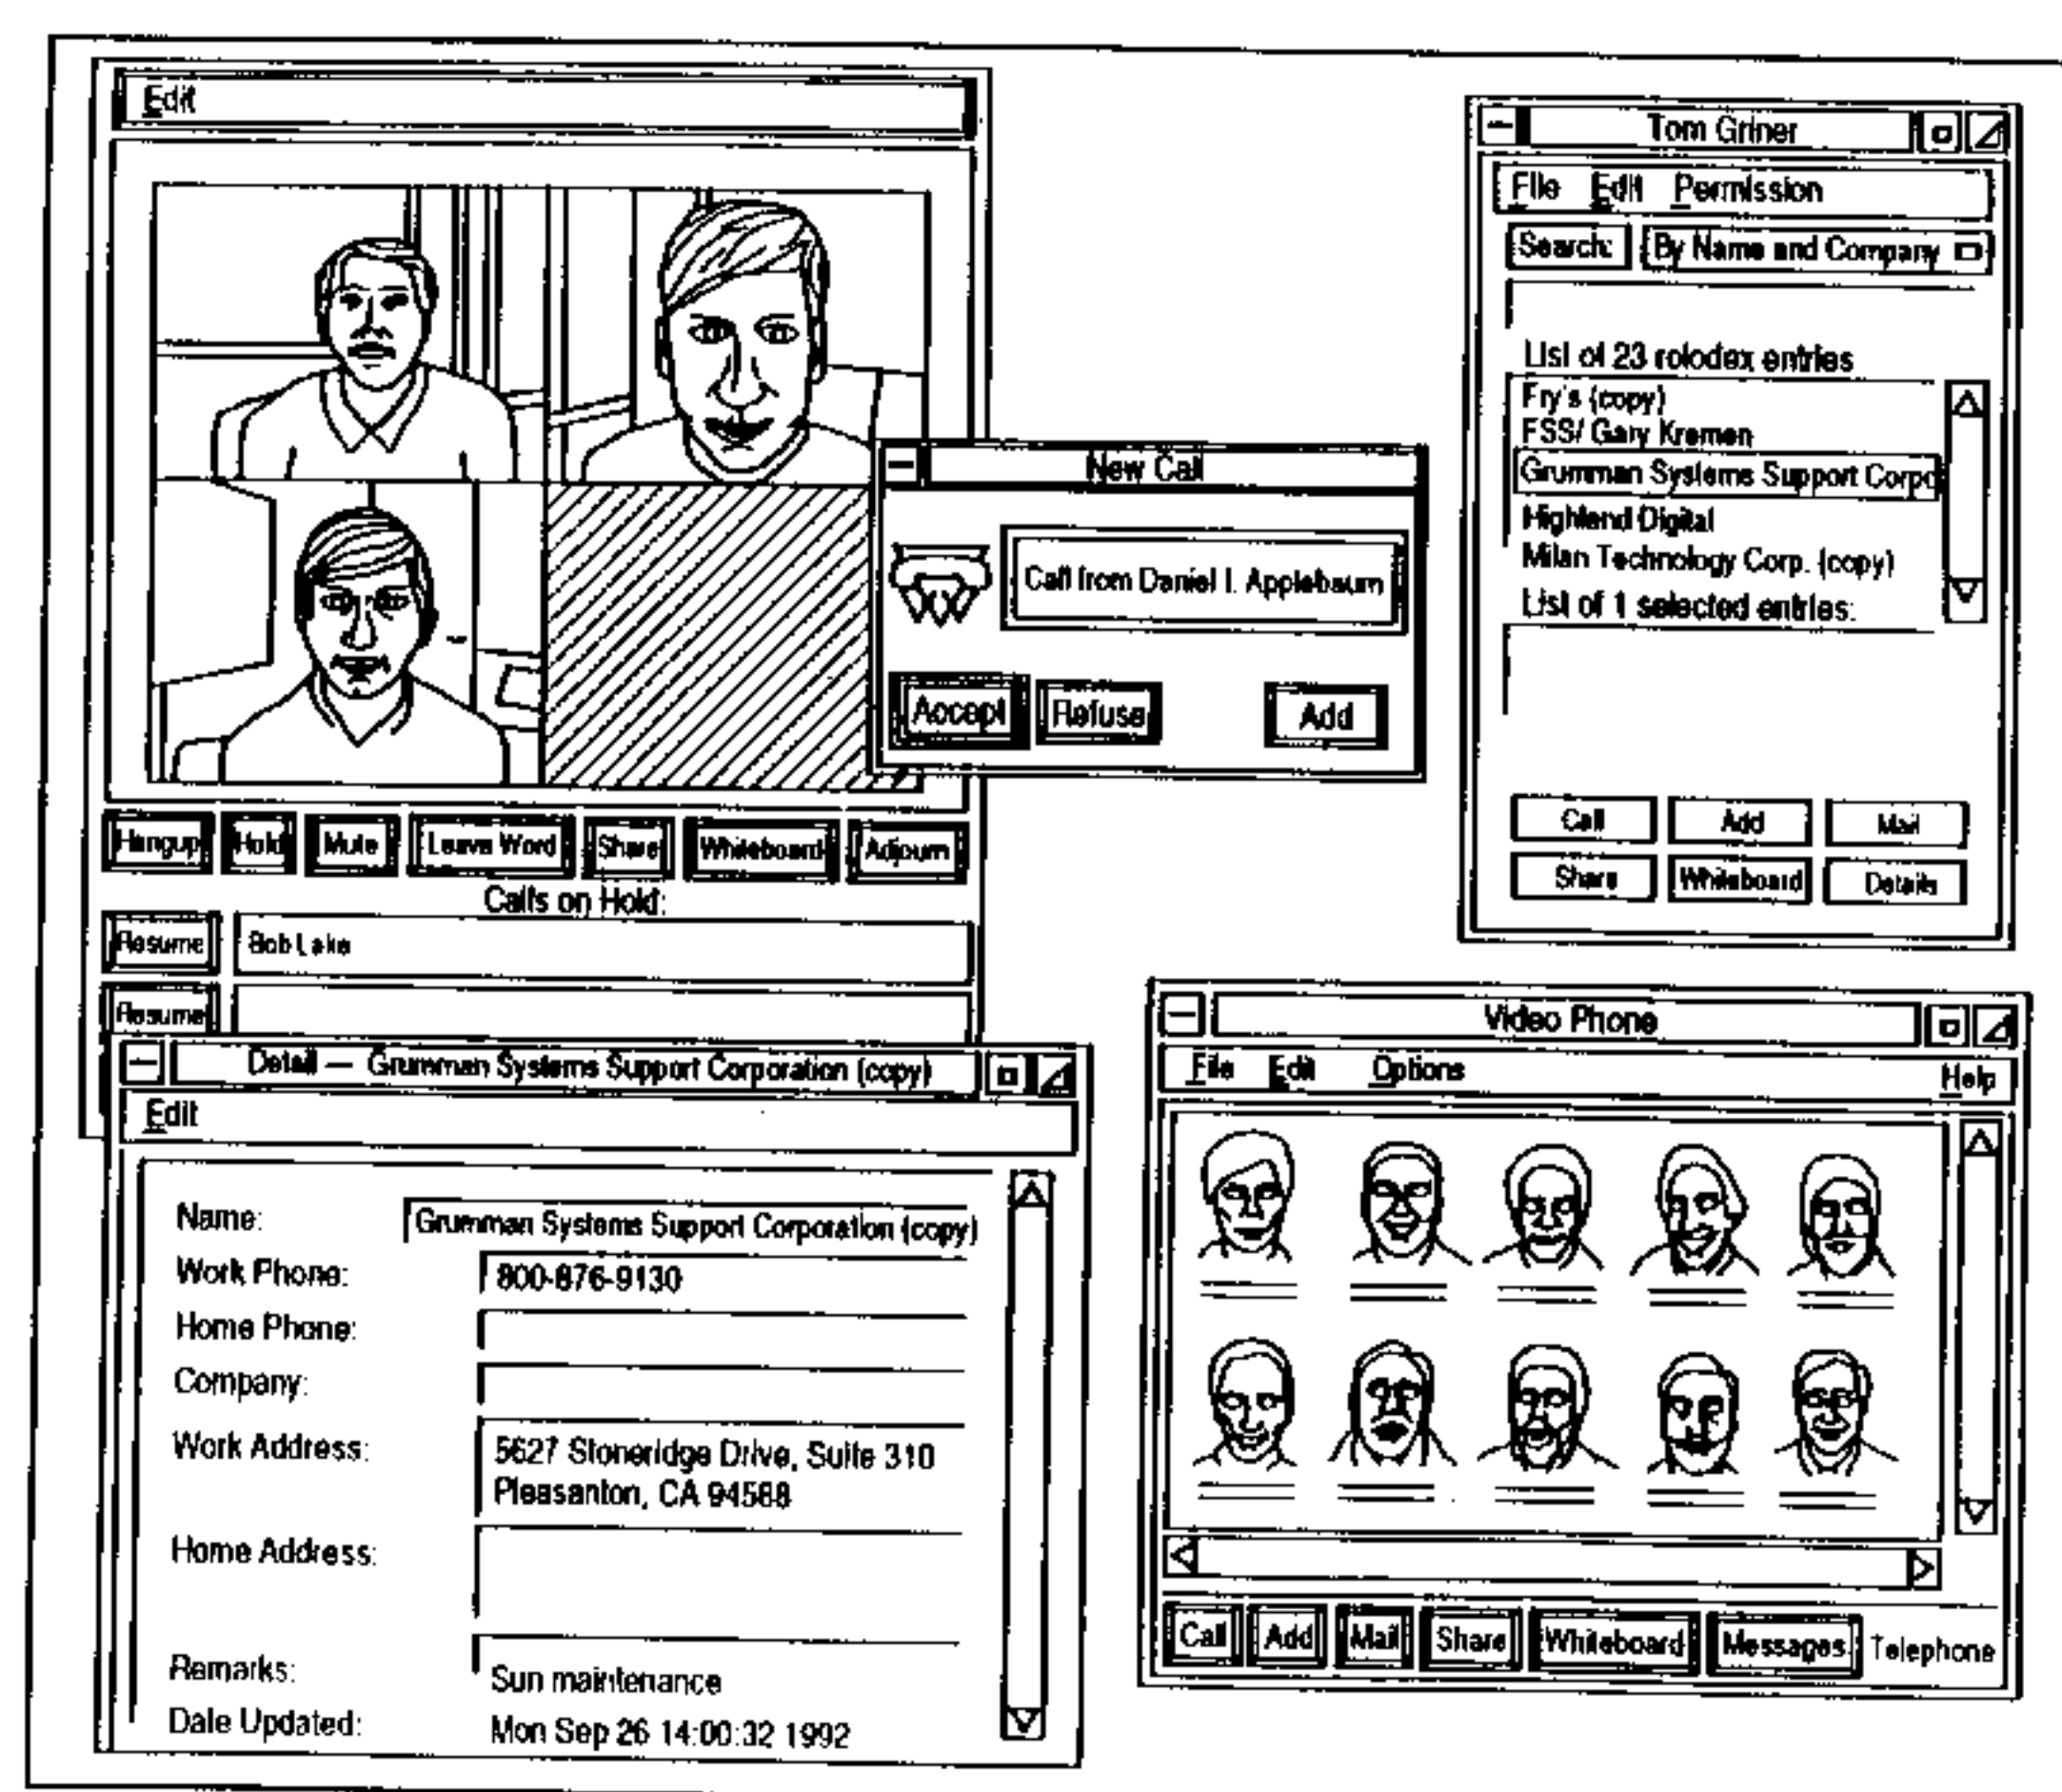 Edit
Hangup Hold Mute Leave Word Share Whiteboard Adjourn
Calls on Hold:
Resume Bob Lake
Resume
New Call
Call from Daniel I. Applebaum
Accept Refuse Add
Tom Griner
File Edit Permission
Search: By Name and Company
List of 23 rolodex entries
Fry's (copy)
FSS/ Gary Kremen
Grumman Systems Support Corpo
Highland Digital
Milan Technology Corp. (copy)
List of 1 selected entries:
Call Add Mail
Share Whiteboard Details
Detail — Grumman Systems Support Corporation (copy)
Edit
Name: Grumman Systems Support Corporation (copy)
Work Phone: 800-876-9130
Home Phone:
Company:
Work Address: 5627 Stoneridge Drive, Suite 310
Pleasanton, CA 94588
Home Address:
Remarks: Sun maintenance
Date Updated: Mon Sep 26 14:00:32 1992
Video Phone
File Edit Options Help
Call Add Mail Share Whiteboard Messages Telephone